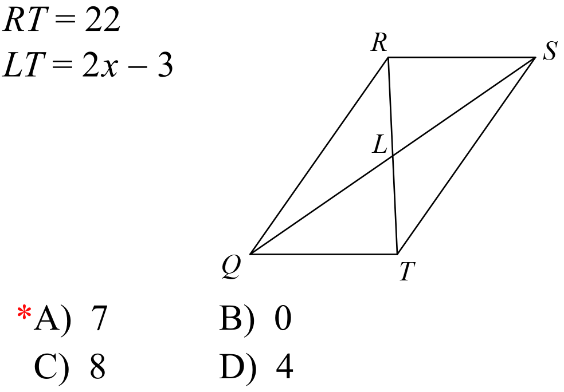 RT = 22
LT = 2x − 3
R
S
L
Q
T
*A) 7 B) 0
C) 8 D) 4